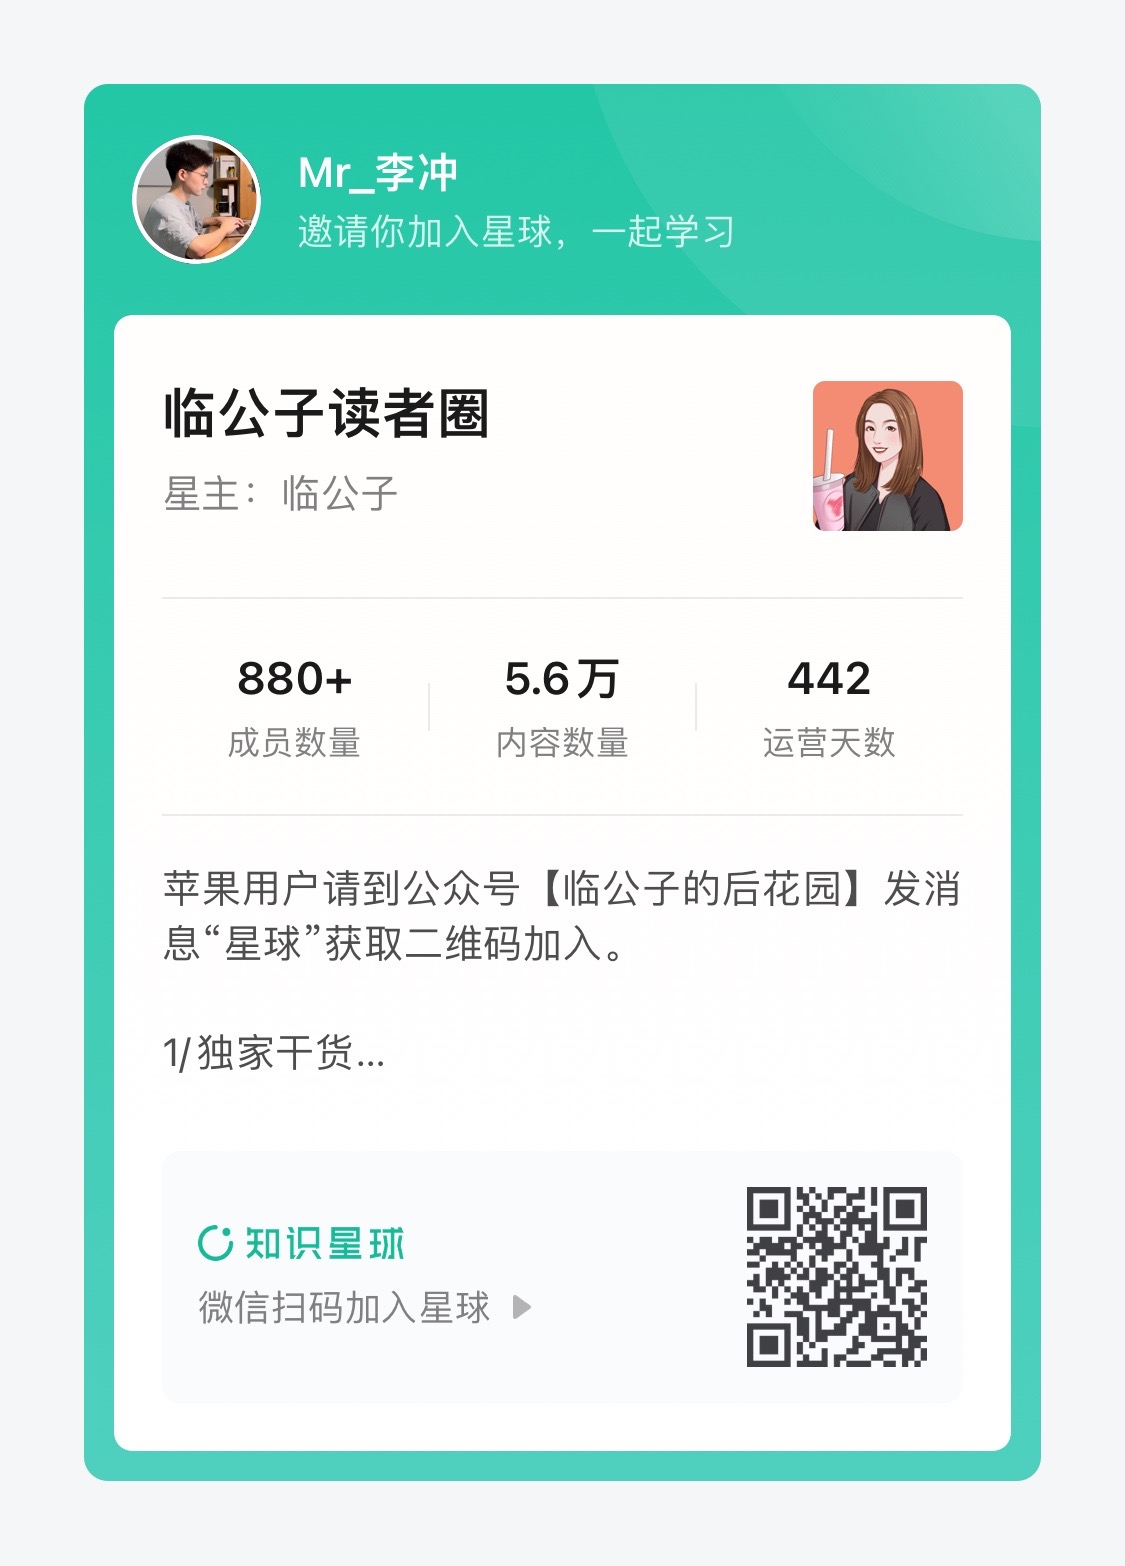 Mr_李冲
邀请你加入星球，一起学习
临公子读者圈
星主：临公子
880+
5.6万
442
成员数量
内容数量
运营天数
苹果用户请到公众号【临公子的后花园】发消
息“星球”获取二维码加入。
1/独家干货...
知识星球
微信扫码加入星球